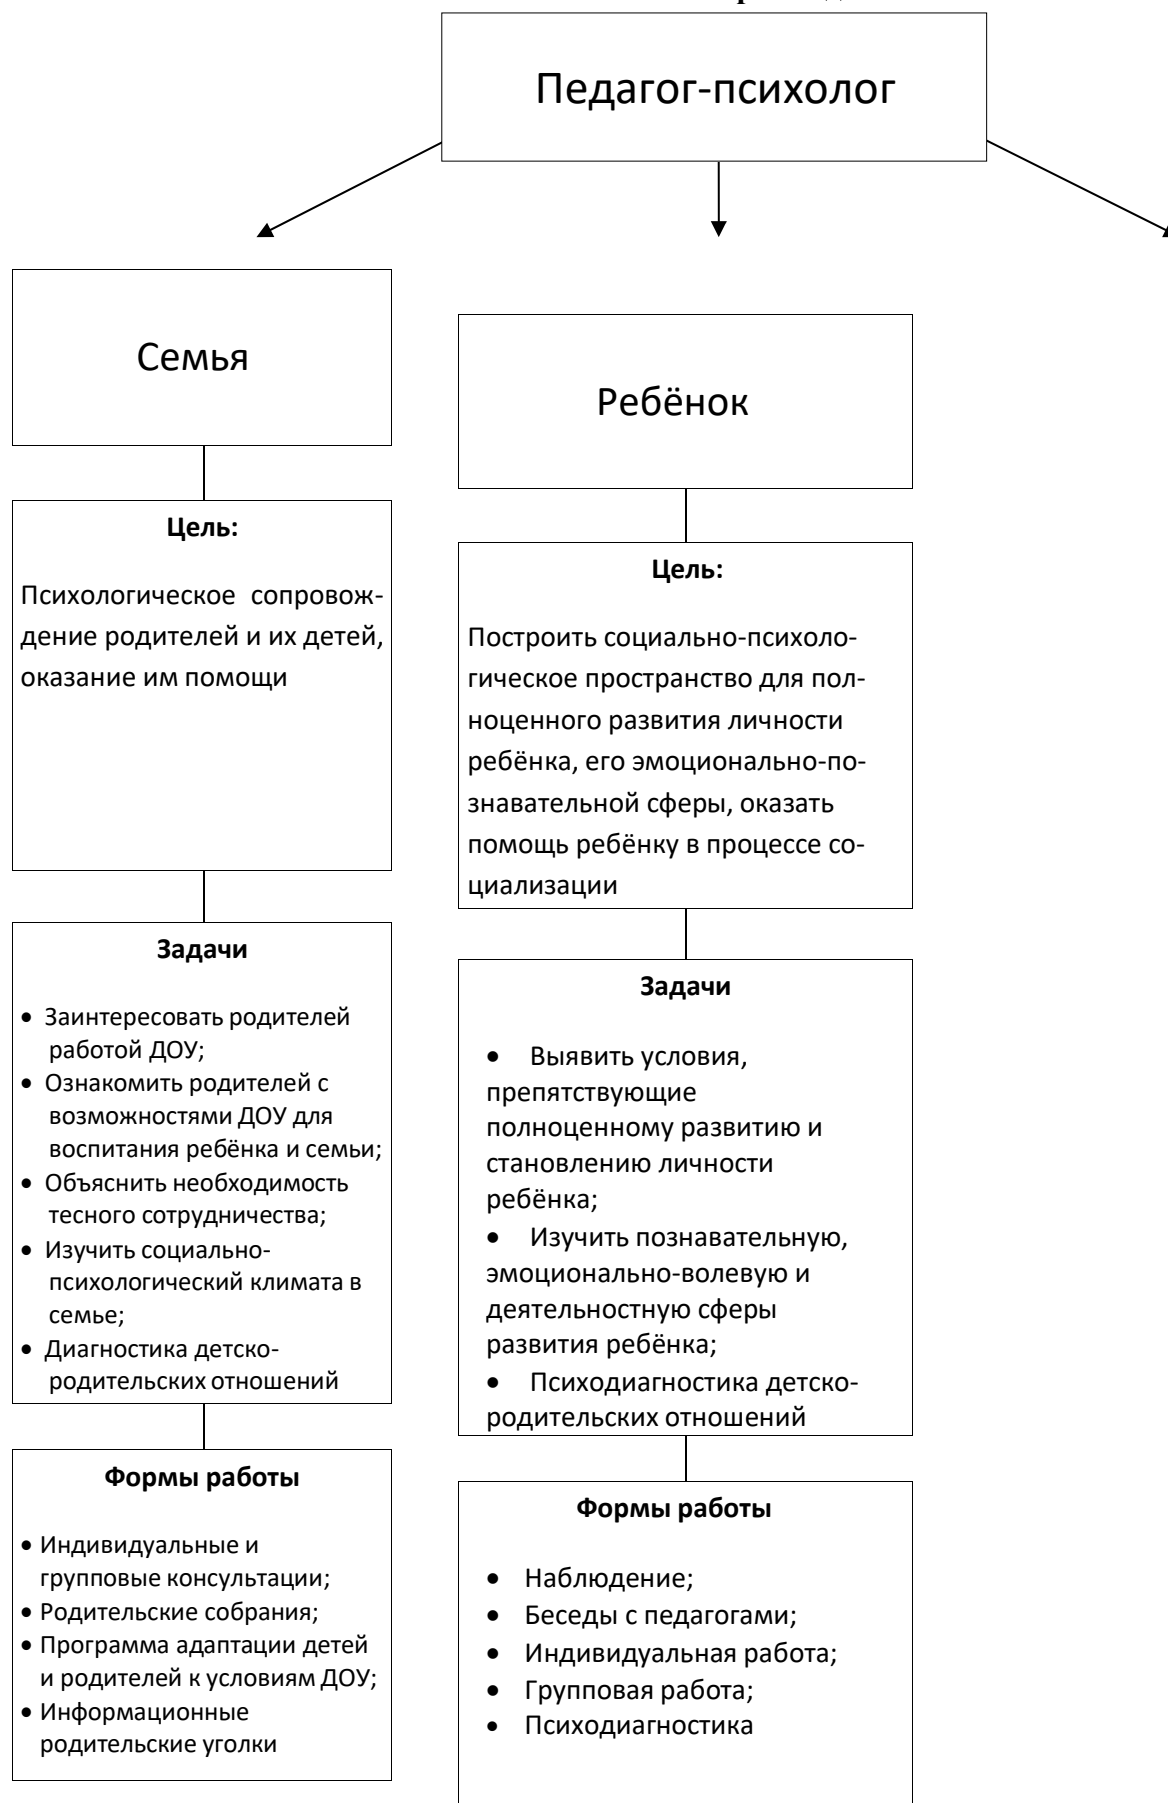 Педагог-психолог
Семья
Цель:
Психологическое сопровож-
дение родителей и их детей,
оказание им помощи
Задачи
• Заинтересовать родителей
работой ДОУ;
• Ознакомить родителей с
возможностями ДОУ для
воспитания ребёнка и семьи;
• Объяснить необходимость
тесного сотрудничества;
• Изучить социально-
психологический климата в
семье;
• Диагностика детско-
родительских отношений
Формы работы
• Индивидуальные и
групповые консультации;
• Родительские собрания;
• Программа адаптации детей
и родителей к условиям ДОУ;
• Информационные
родительские уголки
Ребёнок
Цель:
Построить социально-психоло-
гическое пространство для пол-
ноценного развития личности
ребёнка, его эмоционально-по-
знавательной сферы, оказать
помощь ребёнку в процессе со-
циализации
Задачи
• Выявить условия,
препятствующие
полноценному развитию и
становлению личности
ребёнка;
• Изучить познавательную,
эмоционально-волевую и
деятельностную сферы
развития ребёнка;
• Психодиагностика детско-
родительских отношений
Формы работы
• Наблюдение;
• Беседы с педагогами;
• Индивидуальная работа;
• Групповая работа;
• Психодиагностика